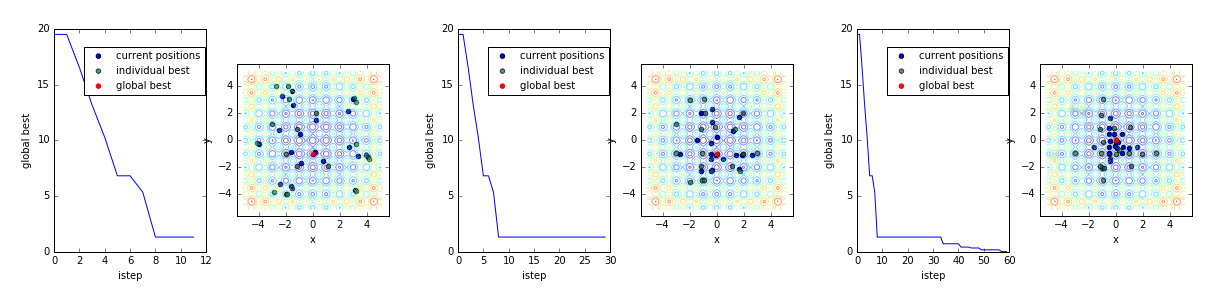 20
15
10
5
0
global best
0 2 4 6 8 10 12
istep
current positions
individual best
global best
4
2
0
−2
−4
y
−4 −2 0 2 4
x
20
15
10
5
0
global best
0 5 10 15 20 25 30
istep
current positions
individual best
global best
4
2
0
−2
−4
y
−4 −2 0 2 4
x
20
15
10
5
0
global best
0 10 20 30 40 50 60
istep
current positions
individual best
global best
4
2
0
−2
−4
y
−4 −2 0 2 4
x